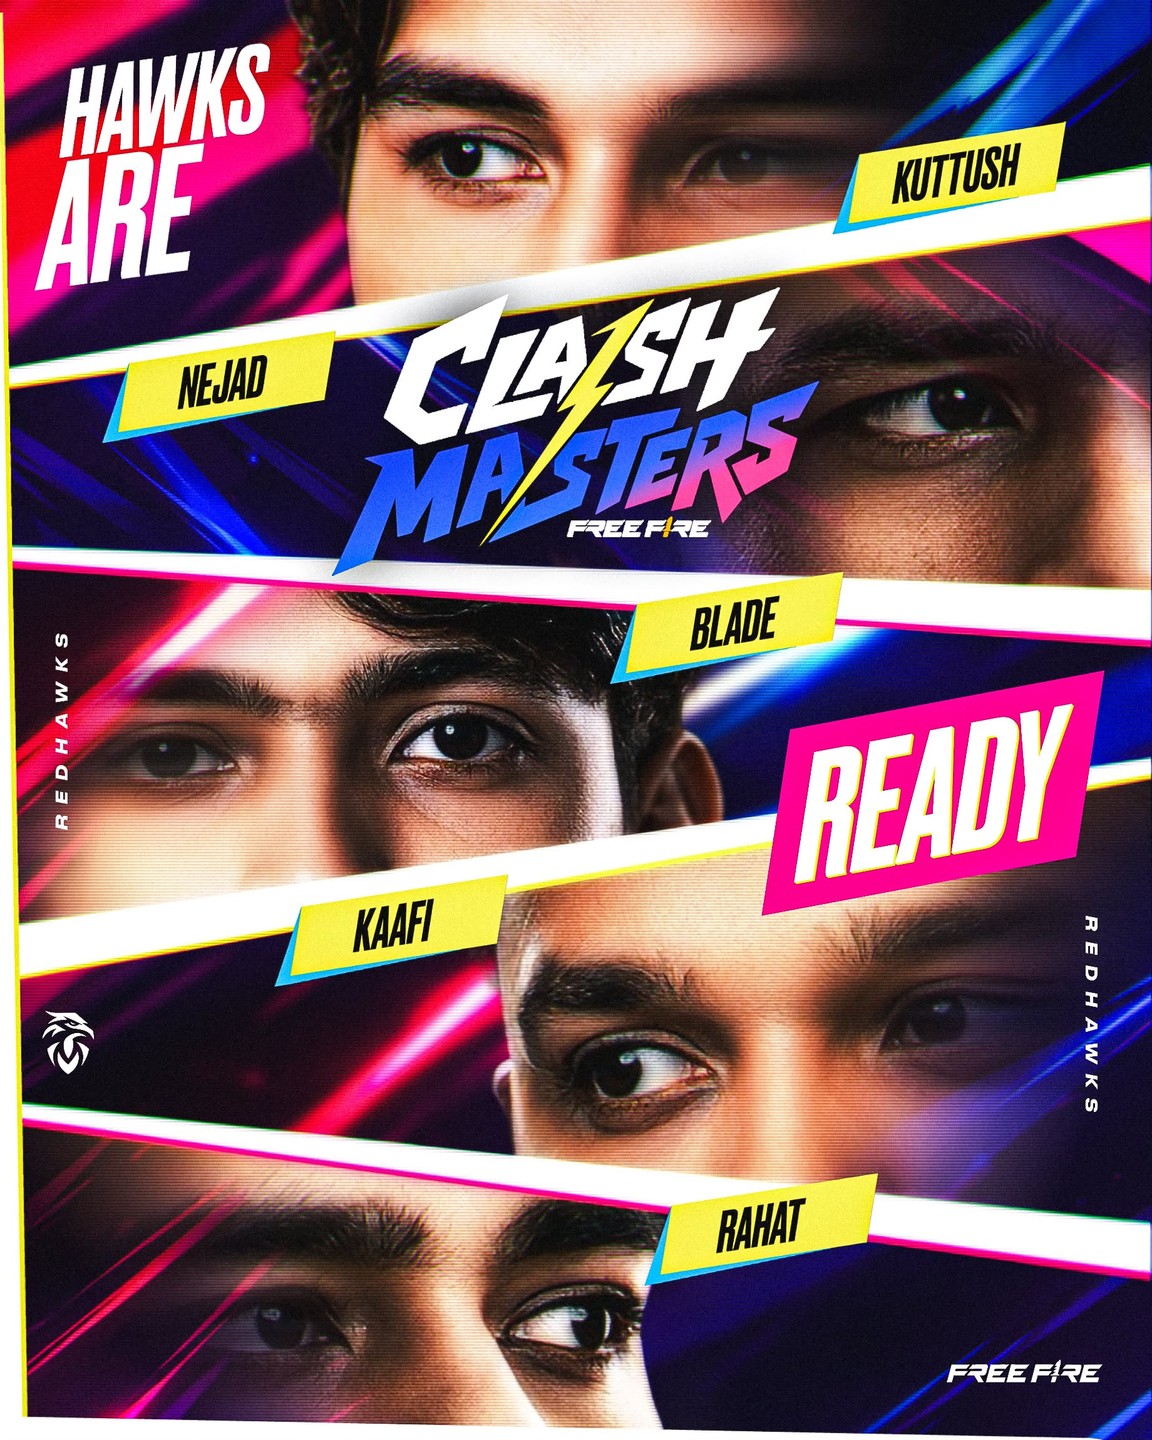 HAWKS
ARE
KUTTUSH
NEJAD
CLASH
MASTERS
FREE FIRE
BLADE
REDHAWKS
READY
KAAFI
REDHAWKS
RAHAT
FREE FIRE